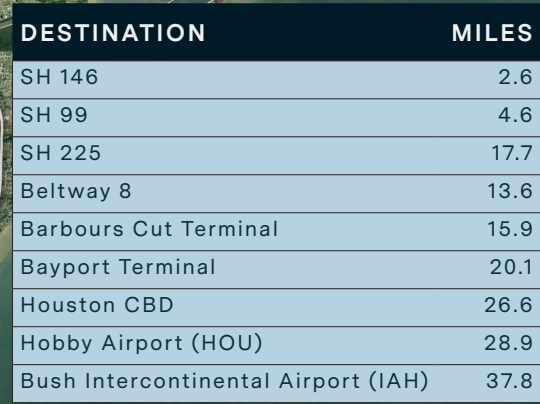 DESTINATION MILES
SH 146 2.6
SH 99 4.6
SH 225 17.7
Beltway 8 13.6
Barbours Cut Terminal 15.9
Bayport Terminal 20.1
Houston CBD 26.6
Hobby Airport (HOU) 28.9
Bush Intercontinental Airport (IAH) 37.8